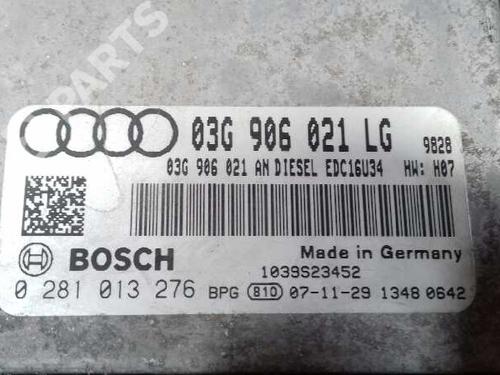 PARTS
03G 906 021 LG 9828
03G 906 021 AN DIESEL EDC16U34 HW: H07
BOSCH
Made in Germany
1039S23452
0 281 013 276 BPG 810 07-11-29 1348 0642